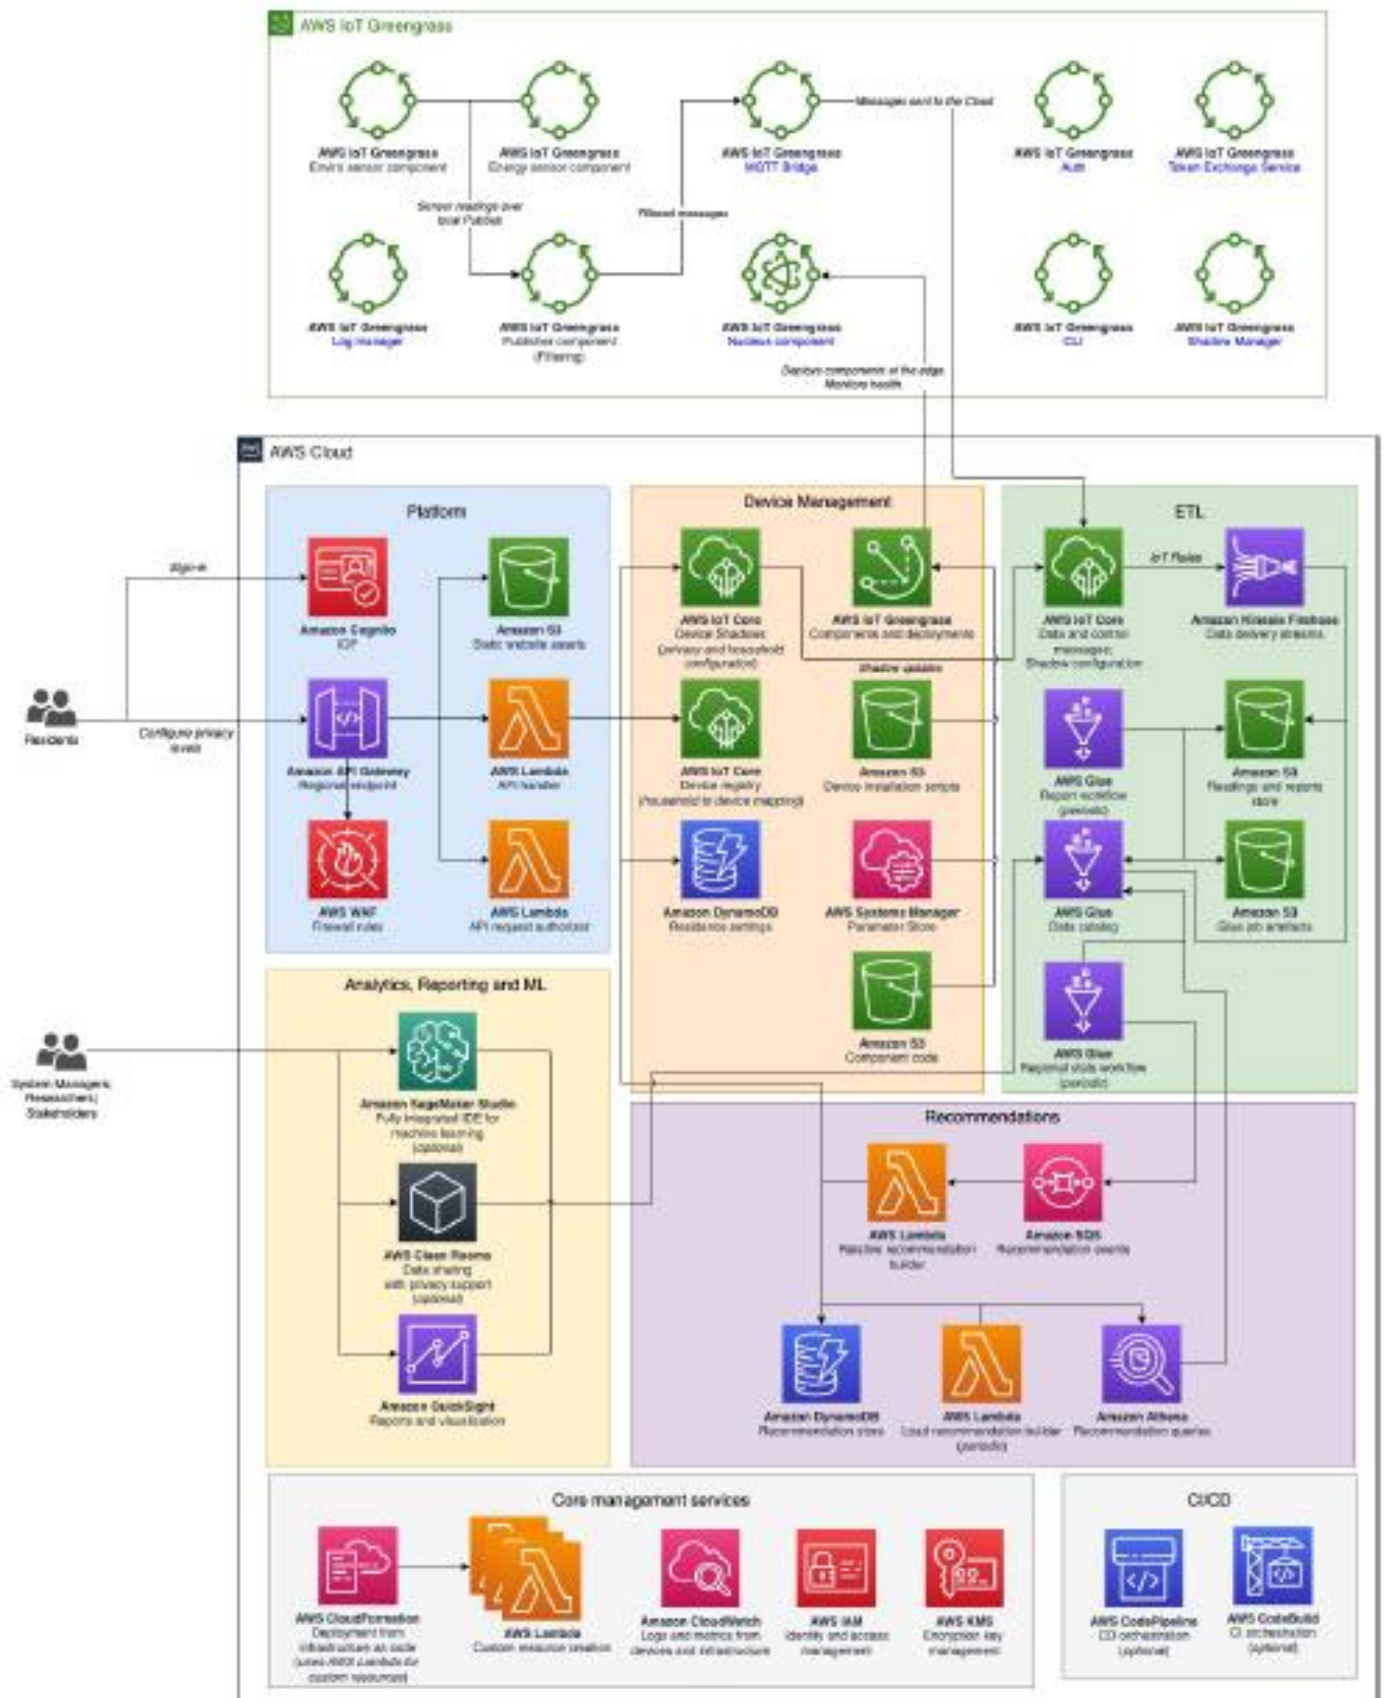 AWS IoT Greengrass
AWS IoT Greengrass
Enviro sensor component
AWS IoT Greengrass
Energy sensor component
AWS IoT Greengrass
MQTT Bridge
Messages sent to the Cloud
AWS IoT Greengrass
Auth
AWS IoT Greengrass
Token Exchange Service
Sensor readings over
local PubSub
Filtered messages
AWS IoT Greengrass
Log manager
AWS IoT Greengrass
Publisher component
(Filtering)
AWS IoT Greengrass
Nucleus component
AWS IoT Greengrass
CLI
AWS IoT Greengrass
Shadow Manager
Deploys components at the edge
Monitors health
AWS Cloud
Platform
Sign-in
Amazon Cognito
IDP
Amazon S3
Static website assets
Residents
Configure privacy
levels
Amazon API Gateway
Regional endpoint
AWS Lambda
API handler
AWS WAF
Firewall rules
AWS Lambda
API request authorizer
Device Management
AWS IoT Core
Device Shadows
(privacy and household
configuration)
AWS IoT Greengrass
Components and deployments
Shadow updates
AWS IoT Core
Device registry
(household to device mapping)
Amazon S3
Device installation scripts
Amazon DynamoDB
Residence settings
AWS Systems Manager
Parameter Store
Amazon S3
Component code
ETL
AWS IoT Core
Data and control
messages;
Shadow configuration
IoT Rules
Amazon Kinesis Firehose
Data delivery streams
AWS Glue
Report workflow
(periodic)
Amazon S3
Readings and reports
store
AWS Glue
Data catalog
Amazon S3
Glue job artefacts
AWS Glue
Regional stats workflow
(periodic)
Analytics, Reporting and ML
System Managers;
Researchers;
Stakeholders
Amazon SageMaker Studio
Fully integrated IDE for
machine learning
(optional)
AWS Clean Rooms
Data sharing
with privacy support
(optional)
Amazon QuickSight
Reports and visualisation
Recommendations
AWS Lambda
recommendation
builder
Amazon SQS
Recommendation events
Amazon DynamoDB
Recommendation store
AWS Lambda
Load recommendation builder
(periodic)
Amazon Athena
Recommendation queries
Core management services
AWS CloudFormation
Deployment from
infrastructure as code
(uses AWS Lambda for
custom resources)
AWS Lambda
Custom resource creation
Amazon CloudWatch
Logs and metrics from
devices and infrastructure
AWS IAM
Identity and access
management
AWS KMS
Encryption key
management
CI/CD
AWS CodePipeline
CD orchestration
(optional)
AWS CodeBuild
CI orchestration
(optional)